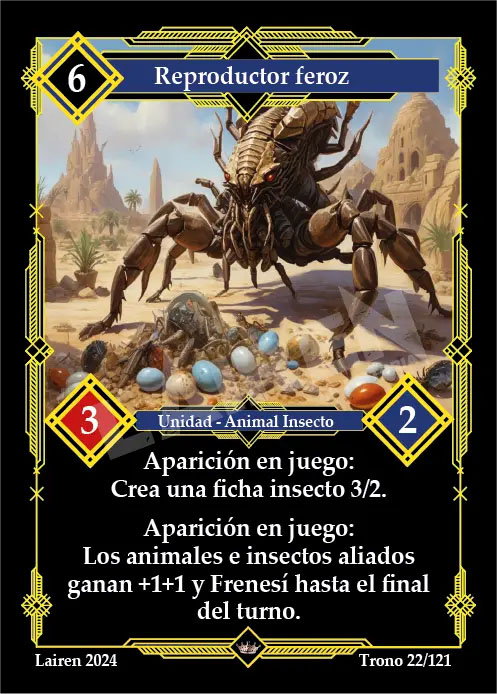 6
Reproductor feroz
3
Unidad - Animal Insecto
2
Aparición en juego:
Crea una ficha insecto 3/2.
Aparición en juego:
Los animales e insectos aliados
ganan +1+1 y Frenesí hasta el final
del turno.
Lairen 2024
Trono 22/121